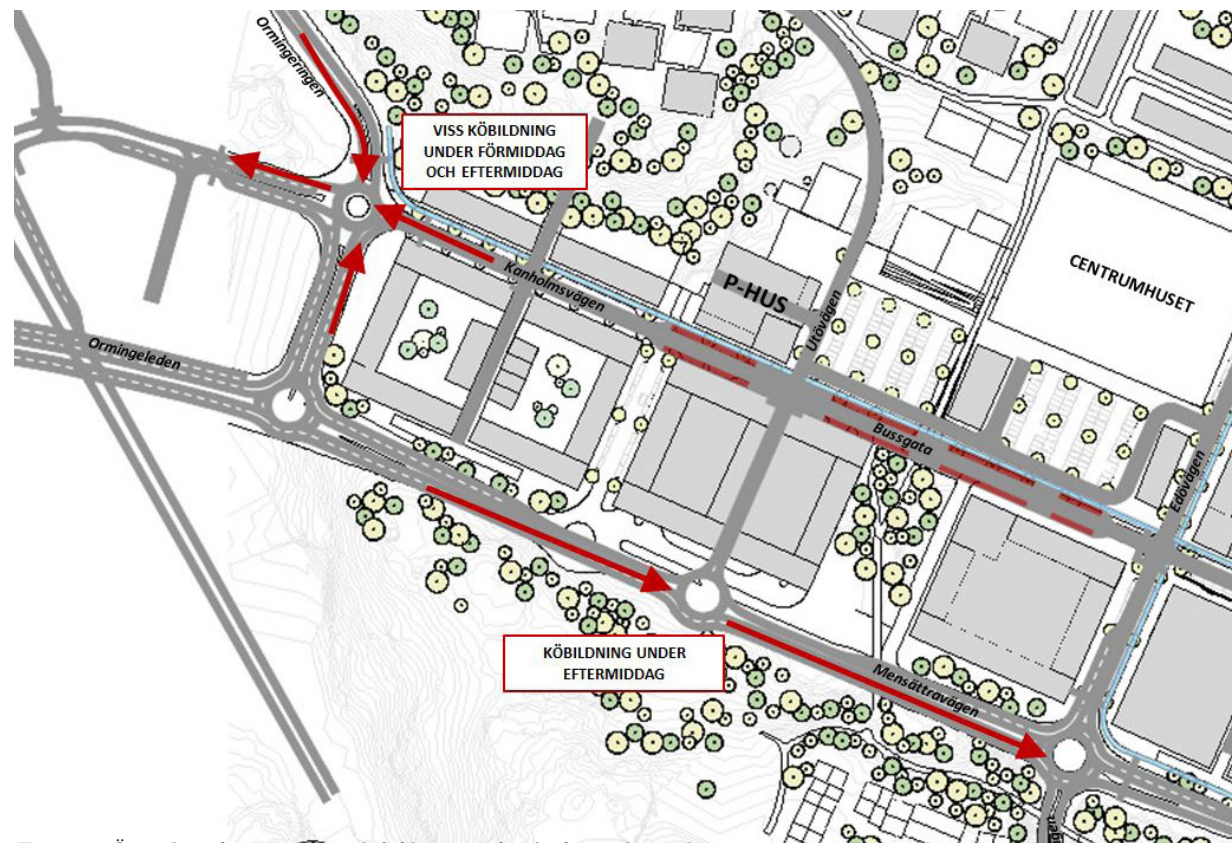 Ormingeringen
VISS KÖBILDNING
UNDER FÖRMIDDAG
OCH EFTERMIDDAG
Kanholmsvägen
P-HUS
Utövägen
CENTRUMHUSET
Ormingeleden
Bussgata
Edövägen
KÖBILDNING UNDER
EFTERMIDDAG
Mensättravägen